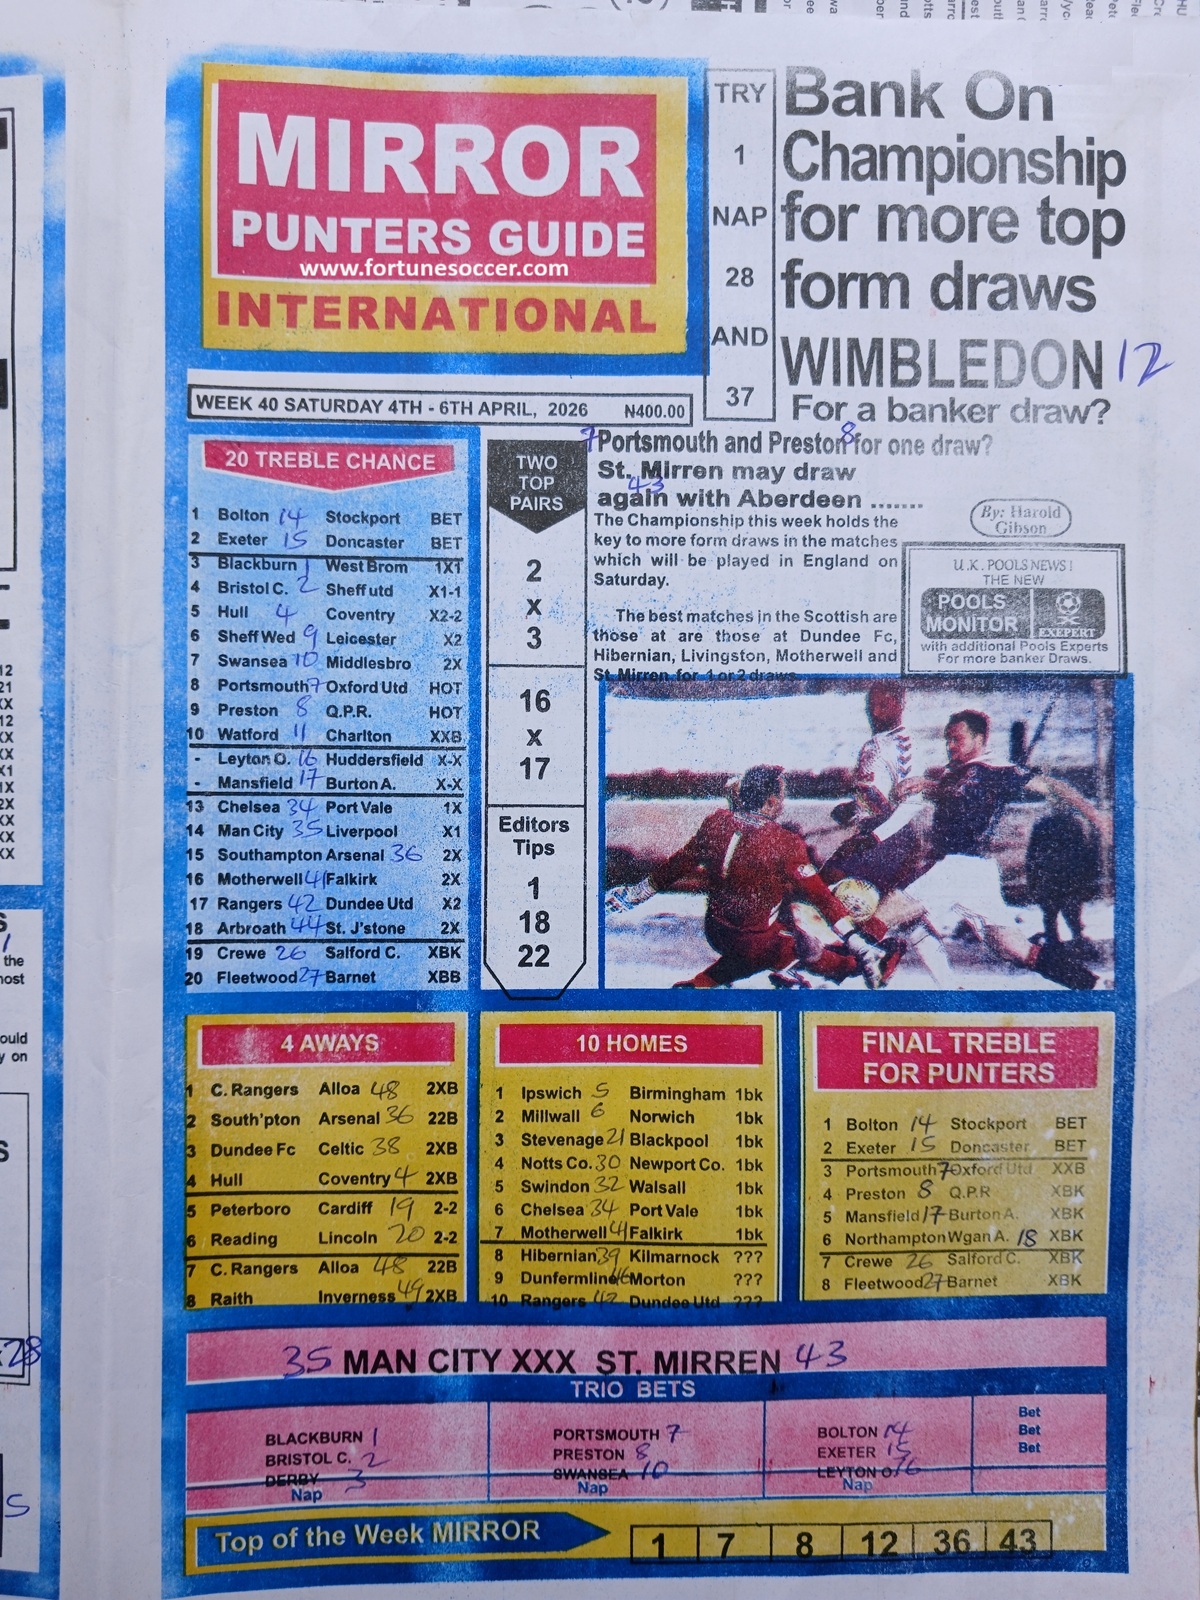 MIRROR
PUNTERS GUIDE
www.fortunesoccer.com
INTERNATIONAL
WEEK 40 SATURDAY 4TH - 6TH APRIL, 2026 N400.00
TRY
1
NAP
28
AND
37
Bank On
Championship
for more top
form draws
WIMBLEDON 12
For a banker draw?
7 Portsmouth and Preston 8 for one draw?
St. Mirren may draw
43
again with Aberdeen .......
By: Harold
Gibson
The Championship this week holds the
key to more form draws in the matches
which will be played in England on
Saturday.
The best matches in the Scottish are
those at are those at Dundee Fc,
Hibernian, Livingston, Motherwell and
St Mirren for 1 or 2 draws
U.K. POOLS NEWS!
THE NEW
POOLS
MONITOR
EXEPERT
with additional Pools Experts
For more banker Draws.
20 TREBLE CHANCE
1 Bolton 14 Stockport BET
2 Exeter 15 Doncaster BET
3 Blackburn 1 West Brom 1X1
4 Bristol C. 2 Sheff utd X1-1
5 Hull 4 Coventry X2-2
6 Sheff Wed 9 Leicester X2
7 Swansea 10 Middlesbro 2X
8 Portsmouth 7 Oxford Utd HOT
9 Preston 8 Q.P.R. HOT
10 Watford 11 Charlton XXB
- Leyton O. 16 Huddersfield X-X
- Mansfield 17 Burton A. X-X
13 Chelsea 34 Port Vale 1X
14 Man City 35 Liverpool X1
15 Southampton Arsenal 36 2X
16 Motherwell 41 Falkirk 2X
17 Rangers 42 Dundee Utd X2
18 Arbroath 44 St. J'stone 2X
19 Crewe 26 Salford C. XBK
20 Fleetwood 27 Barnet XBB
TWO
TOP
PAIRS
2
X
3
16
X
17
Editors
Tips
1
18
22
4 AWAYS
1 C. Rangers Alloa 48 2XB
2 South'pton Arsenal 36 22B
3 Dundee Fc Celtic 38 2XB
4 Hull Coventry 4 2XB
5 Peterboro Cardiff 19 2-2
6 Reading Lincoln 20 2-2
7 C. Rangers Alloa 48 22B
8 Raith Inverness 49 2XB
10 HOMES
1 Ipswich 5 Birmingham 1bk
2 Millwall 6 Norwich 1bk
3 Stevenage 21 Blackpool 1bk
4 Notts Co. 30 Newport Co. 1bk
5 Swindon 32 Walsall 1bk
6 Chelsea 34 Port Vale 1bk
7 Motherwell 41 Falkirk 1bk
8 Hibernian 39 Kilmarnock ???
9 Dunfermline 46 Morton ???
10 Rangers 42 Dundee Utd ???
FINAL TREBLE
FOR PUNTERS
1 Bolton 14 Stockport BET
2 Exeter 15 Doncaster BET
3 Portsmouth 7 Oxford Utd XXB
4 Preston 8 Q.P.R XBK
5 Mansfield 17 Burton A. XBK
6 Northampton Wgan A. 18 XBK
7 Crewe 26 Salford C. XBK
8 Fleetwood 27 Barnet XBK
35 MAN CITY XXX ST. MIRREN 43
TRIO BETS
BLACKBURN 1
BRISTOL C. 2
DERBY 3
Nap
PORTSMOUTH 7
PRESTON 8
SWANSEA 10
Nap
BOLTON 14
EXETER 15
LEYTON O. 16
Nap
Bet
Bet
Bet
Top of the Week MIRROR
1 7 8 12 36 43